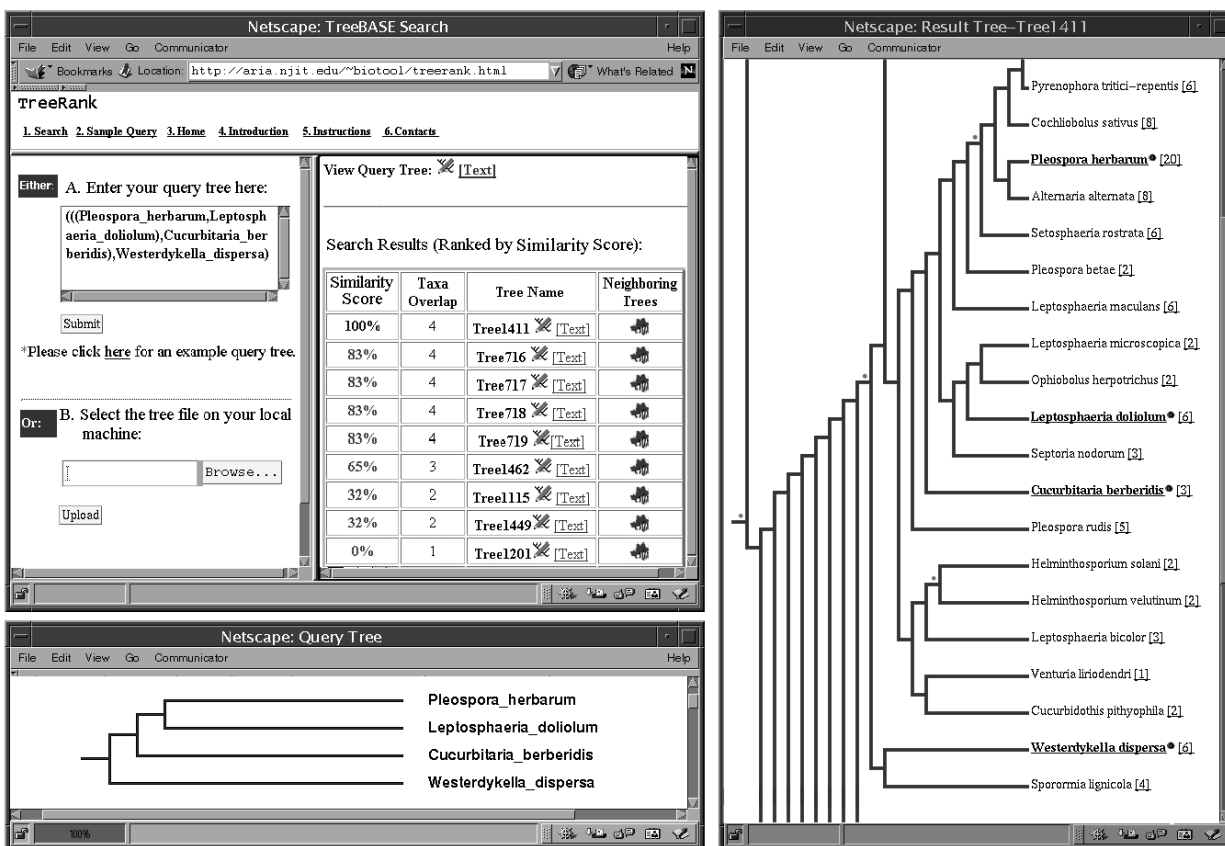 Netscape: TreeBASE Search
File Edit View Go Communicator Help
Bookmarks Location: http://aria.njit.edu/~biotool/treerank.html What's Related N
TreeRank
1. Search 2. Sample Query 3. Home 4. Introduction 5. Instructions 6. Contacts
Either: A. Enter your query tree here:
(((Pleospora_herbarum,Leptosph
aeria_doliolum),Cucurbitaria_ber
beridis),Westerdykella_dispersa)
Submit
*Please click here for an example query tree.
Or: B. Select the tree file on your local
machine:
Browse...
Upload
View Query Tree: [Text]
Search Results (Ranked by Similarity Score):
Similarity Score Taxa Overlap Tree Name Neighboring Trees
100% 4 Tree1411 [Text]
83% 4 Tree716 [Text]
83% 4 Tree717 [Text]
83% 4 Tree718 [Text]
83% 4 Tree719 [Text]
65% 3 Tree1462 [Text]
32% 2 Tree1115 [Text]
32% 2 Tree1449 [Text]
0% 1 Tree1201 [Text]
Netscape: Query Tree
File Edit View Go Communicator Help
Pleospora_herbarum
Leptosphaeria_doliolum
Cucurbitaria_berberidis
Westerdykella_dispersa
100%
Netscape: Result Tree-Tree1411
File Edit View Go Communicator
Pyrenophora tritici-repentis [6]
Cochliobolus sativus [8]
Pleospora herbarum [20]
Alternaria alternata [8]
Setosphaeria rostrata [6]
Pleospora betae [2]
Leptosphaeria maculans [6]
Leptosphaeria microscopica [2]
Ophiobolus herpotrichus [2]
Leptosphaeria doliolum [6]
Septoria nodorum [3]
Cucurbitaria berberidis [3]
Pleospora rudis [5]
Helminthosporium solani [2]
Helminthosporium velutinum [2]
Leptosphaeria bicolor [3]
Venturia liriodendri [1]
Cucurbidothis pithyophila [2]
Westerdykella dispersa [6]
Sporormia lignicola [4]